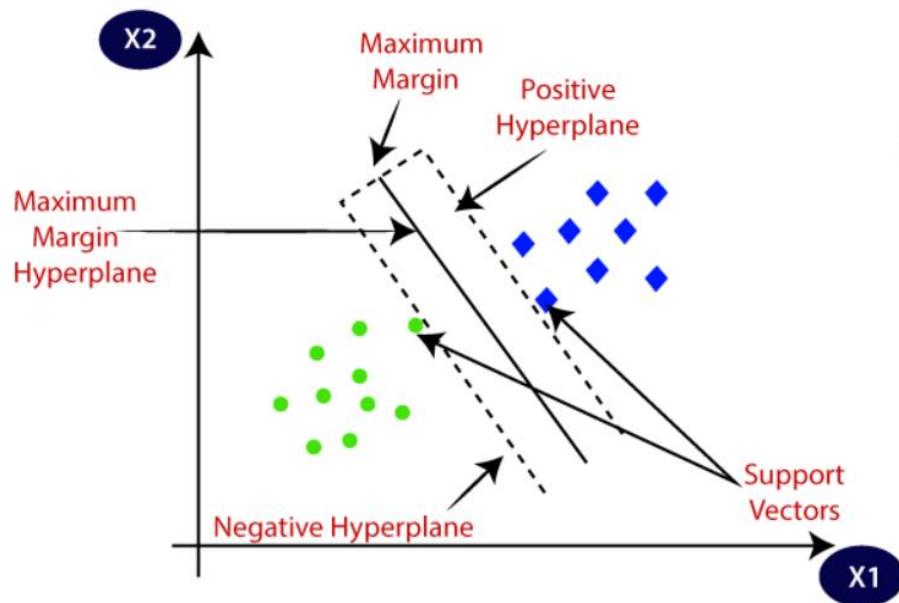 X2
Maximum
Margin
Positive
Hyperplane
Maximum
Margin
Hyperplane
Support
Vectors
Negative Hyperplane
X1